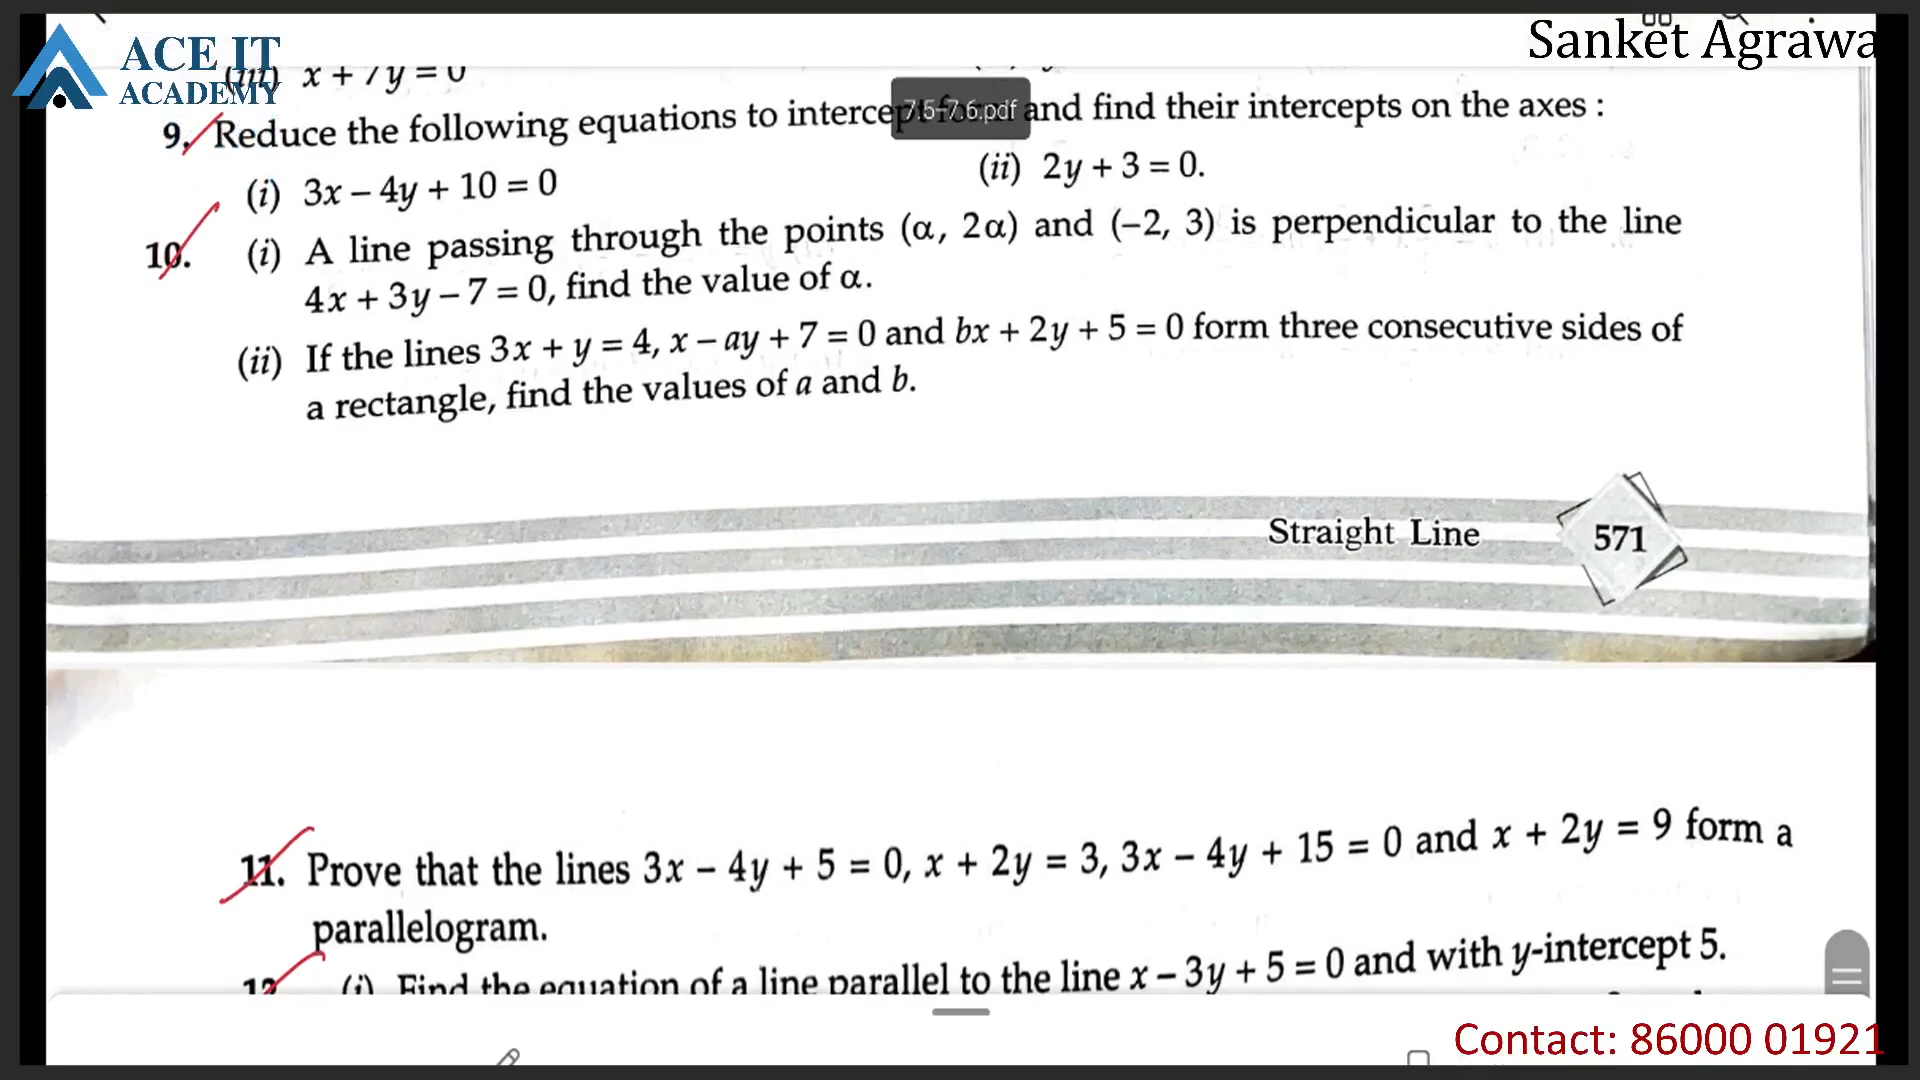 ACE IT
ACADEMY
Sanket Agrawa
(iii) x + 7y = 0
7.5-7.6.pdf
9. Reduce the following equations to intercept form and find their intercepts on the axes :
(i) 3x – 4y + 10 = 0 (ii) 2y + 3 = 0.
10. (i) A line passing through the points (α, 2α) and (–2, 3) is perpendicular to the line
4x + 3y – 7 = 0, find the value of α.
(ii) If the lines 3x + y = 4, x – ay + 7 = 0 and bx + 2y + 5 = 0 form three consecutive sides of
a rectangle, find the values of a and b.
Straight Line 571
11. Prove that the lines 3x – 4y + 5 = 0, x + 2y = 3, 3x – 4y + 15 = 0 and x + 2y = 9 form a
parallelogram.
12. (i) Find the equation of a line parallel to the line x – 3y + 5 = 0 and with y-intercept 5.
Contact: 86000 01921